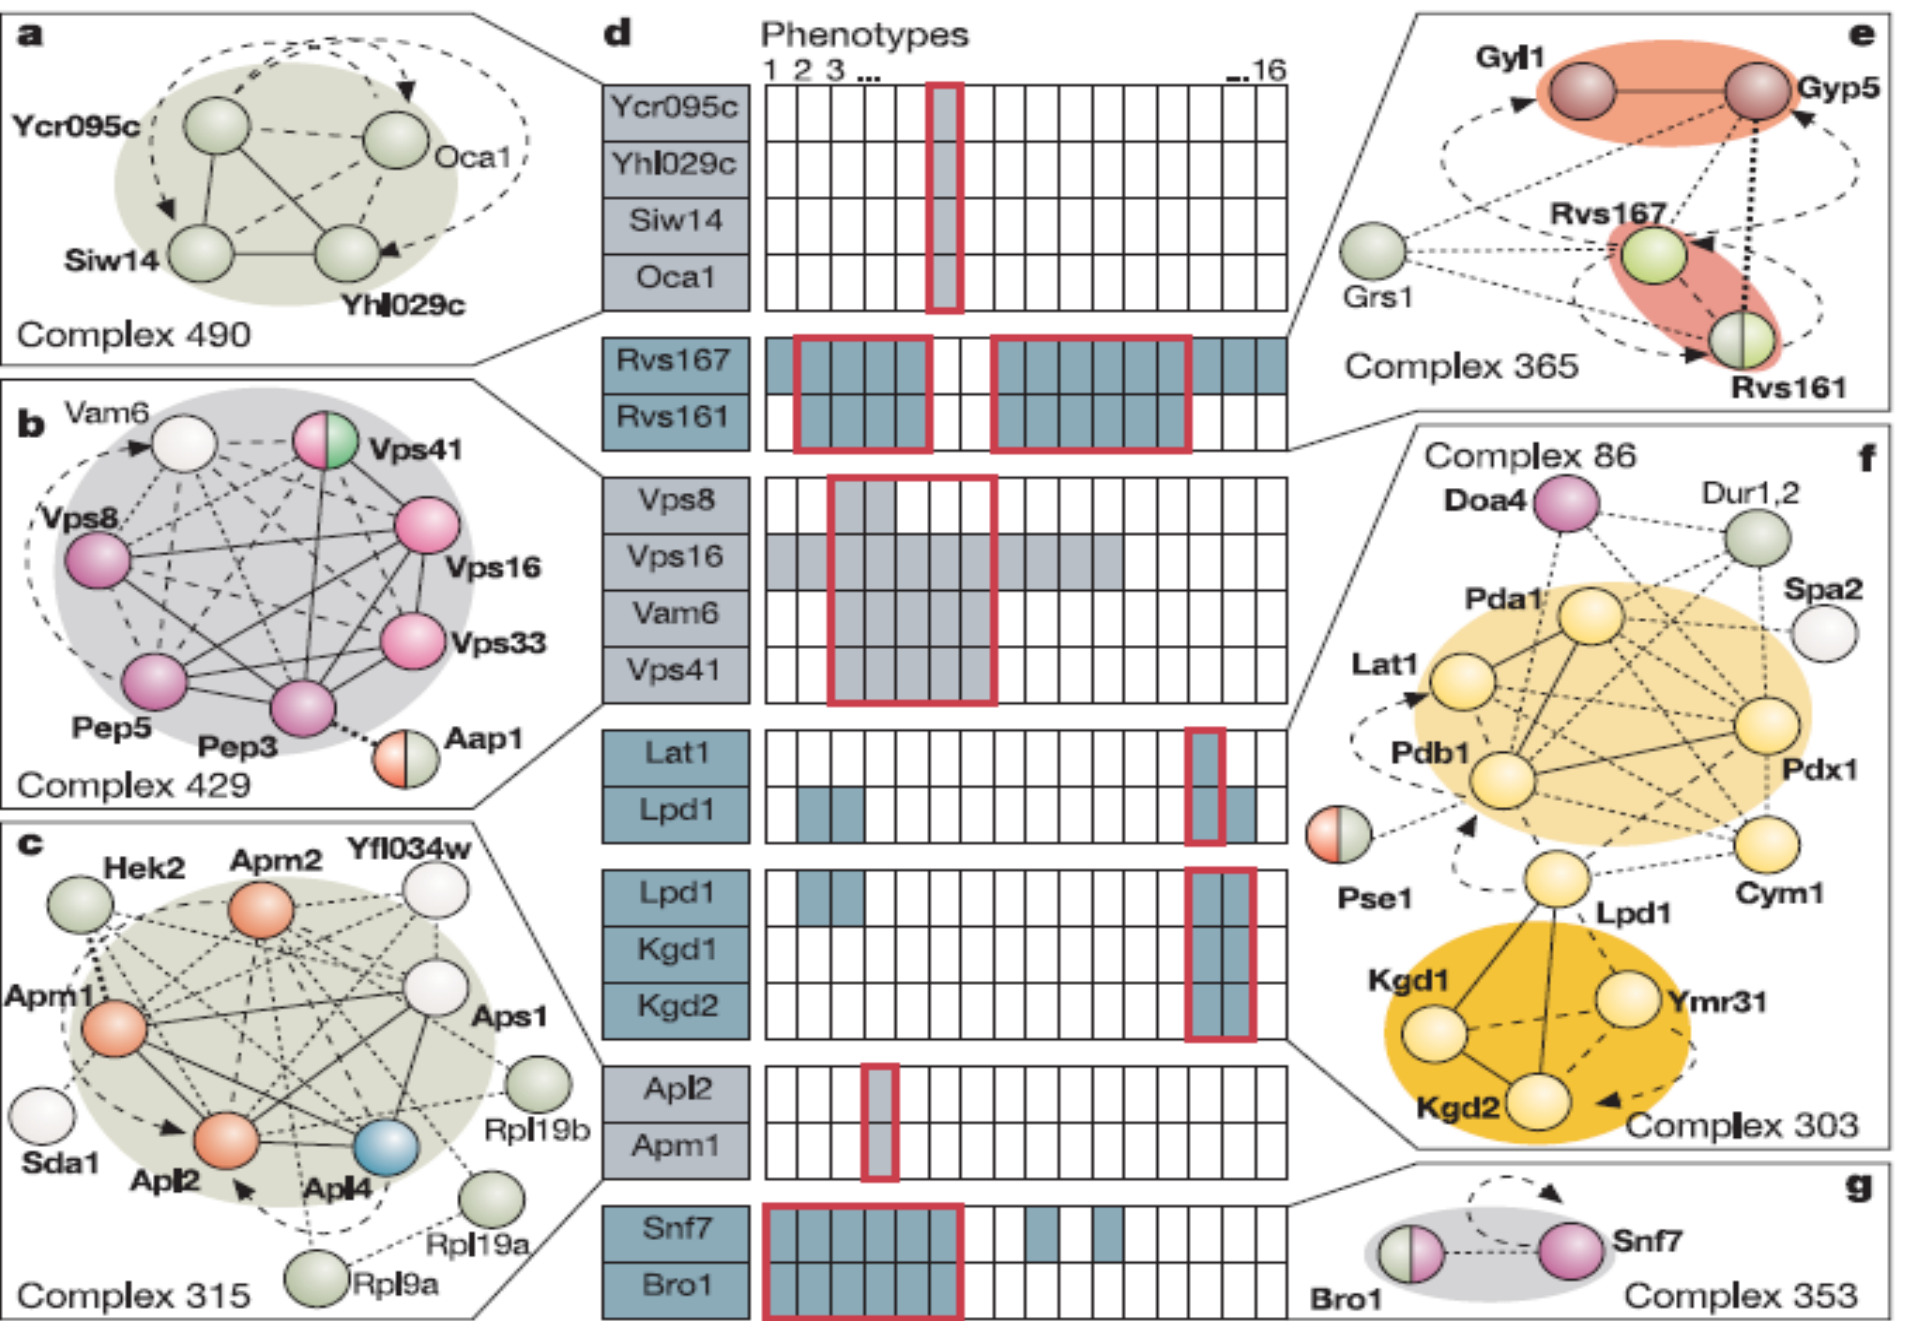 a
Ycr095c
Oca1
Siw14
Yhl029c
Complex 490
b
Vam6
Vps41
Vps8
Vps16
Vps33
Pep5
Pep3
Aap1
Complex 429
c
Hek2
Apm2
Yfl034w
Apm1
Aps1
Sda1
Rpl19b
Apl2
Apl4
Rpl19a
Rpl9a
Complex 315
d
Phenotypes
1 2 3 ... ... 16
Ycr095c
Yhl029c
Siw14
Oca1
Rvs167
Rvs161
Vps8
Vps16
Vam6
Vps41
Lat1
Lpd1
Lpd1
Kgd1
Kgd2
Apl2
Apm1
Snf7
Bro1
e
Gyl1
Gyp5
Rvs167
Grs1
Complex 365
Rvs161
Complex 86
f
Doa4
Dur1,2
Spa2
Pda1
Lat1
Pdb1
Pdx1
Pse1
Cym1
Lpd1
Kgd1
Ymr31
Kgd2
Complex 303
g
Snf7
Bro1
Complex 353